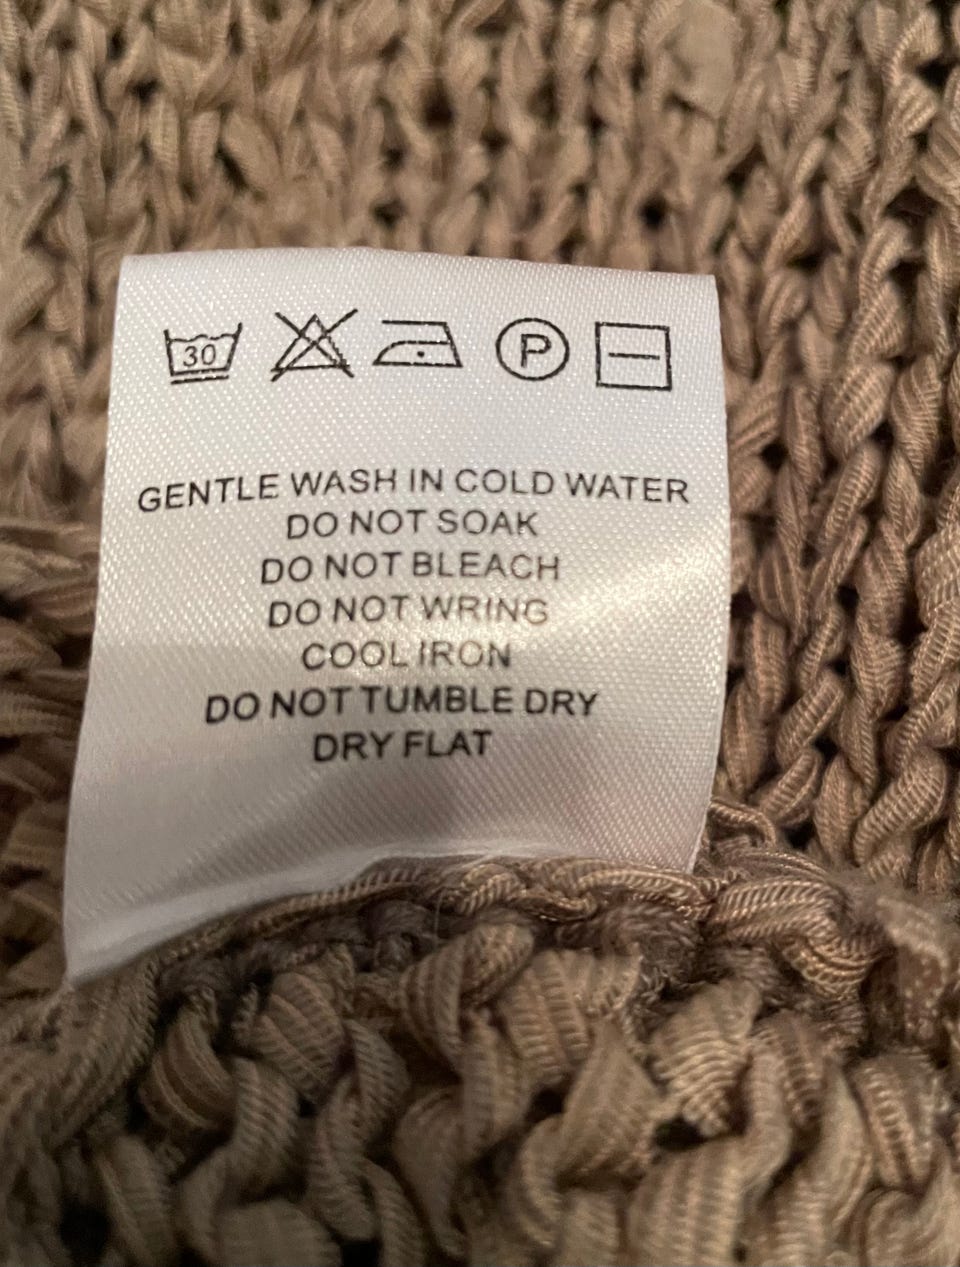 30 P
GENTLE WASH IN COLD WATER
DO NOT SOAK
DO NOT BLEACH
DO NOT WRING
COOL IRON
DO NOT TUMBLE DRY
DRY FLAT